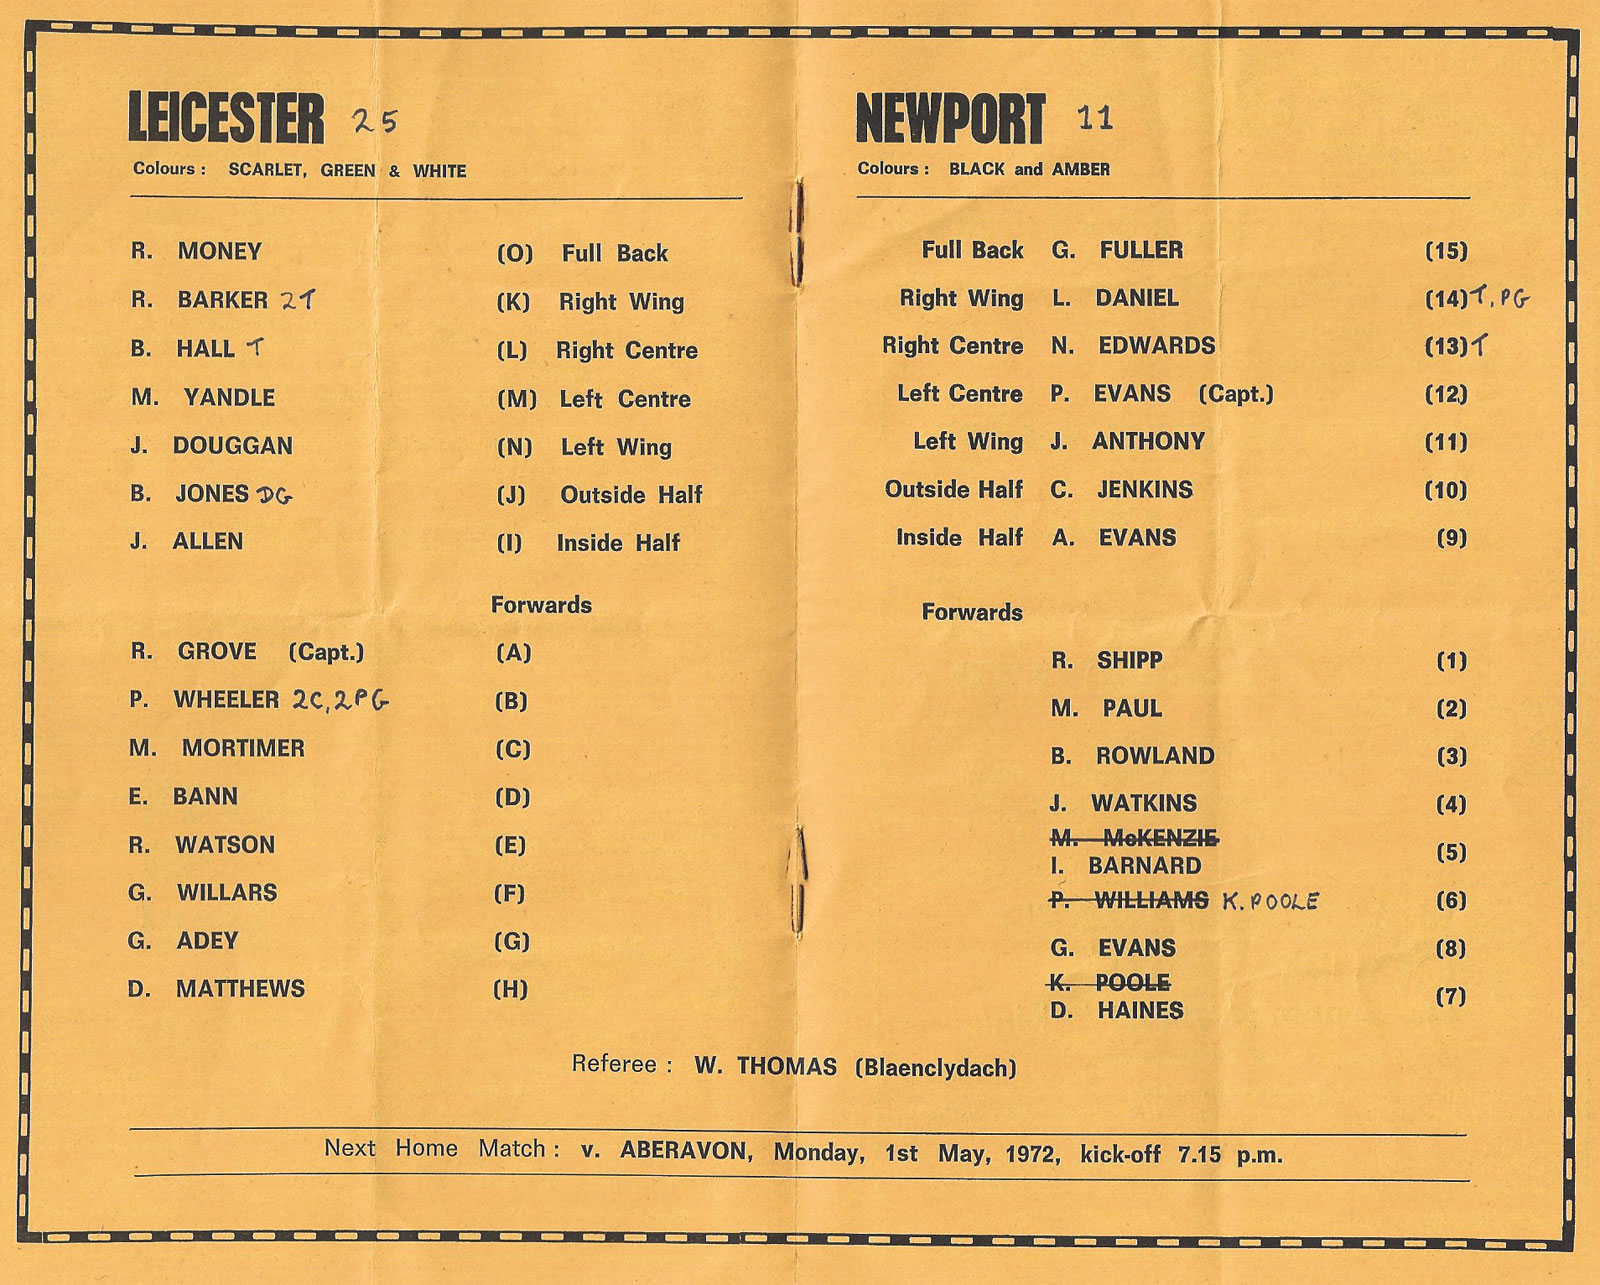 LEICESTER 25
Colours : SCARLET, GREEN & WHITE
R. MONEY (O) Full Back
R. BARKER 2T (K) Right Wing
B. HALL T (L) Right Centre
M. YANDLE (M) Left Centre
J. DOUGGAN (N) Left Wing
B. JONES DG (J) Outside Half
J. ALLEN (I) Inside Half
Forwards
R. GROVE (Capt.) (A)
P. WHEELER 2C, 2PG (B)
M. MORTIMER (C)
E. BANN (D)
R. WATSON (E)
G. WILLARS (F)
G. ADEY (G)
D. MATTHEWS (H)
NEWPORT 11
Colours : BLACK and AMBER
Full Back G. FULLER (15)
Right Wing L. DANIEL (14) T, PG
Right Centre N. EDWARDS (13) T
Left Centre P. EVANS (Capt.) (12)
Left Wing J. ANTHONY (11)
Outside Half C. JENKINS (10)
Inside Half A. EVANS (9)
Forwards
R. SHIPP (1)
M. PAUL (2)
B. ROWLAND (3)
J. WATKINS (4)
M. McKENZIE
I. BARNARD (5)
P. WILLIAMS K. POOLE (6)
G. EVANS (8)
K. POOLE
D. HAINES (7)
Referee : W. THOMAS (Blaenclydach)
Next Home Match : v. ABERAVON, Monday, 1st May, 1972, kick-off 7.15 p.m.